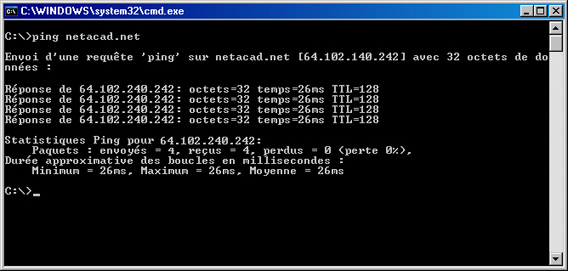 C:\WINDOWS\system32\cmd.exe
C:\>ping netacad.net
Envoi d'une requête 'ping' sur netacad.net [64.102.140.242] avec 32 octets de do
nnées :
Réponse de 64.102.240.242: octets=32 temps=26ms TTL=128
Réponse de 64.102.240.242: octets=32 temps=26ms TTL=128
Réponse de 64.102.240.242: octets=32 temps=26ms TTL=128
Réponse de 64.102.240.242: octets=32 temps=26ms TTL=128
Statistiques Ping pour 64.102.240.242:
    Paquets : envoyés = 4, reçus = 4, perdus = 0 (perte 0%),
Durée approximative des boucles en millisecondes :
    Minimum = 26ms, Maximum = 26ms, Moyenne = 26ms
C:\>_